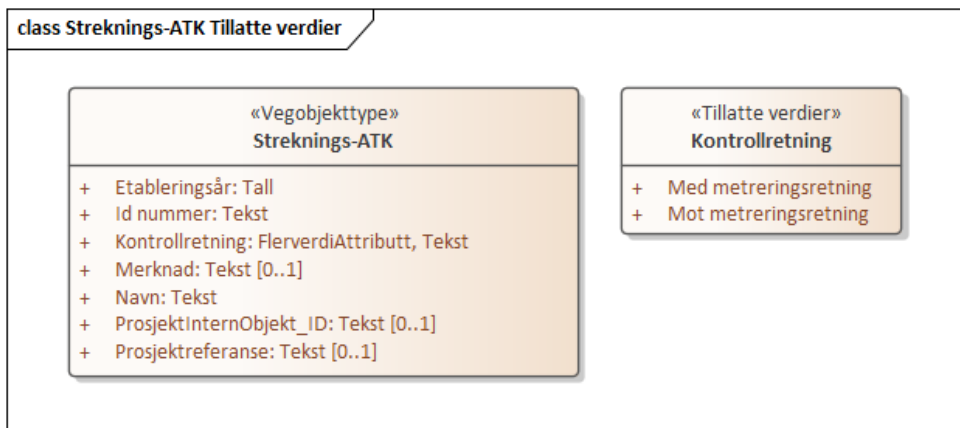 class Streknings-ATK Tillatte verdier
«Vegobjekttype»
Streknings-ATK
+ Etableringsår: Tall
+ Id nummer: Tekst
+ Kontrollretning: FlerverdiAttributt, Tekst
+ Merknad: Tekst [0..1]
+ Navn: Tekst
+ ProsjektInternObjekt_ID: Tekst [0..1]
+ Prosjektreferanse: Tekst [0..1]
«Tillatte verdier»
Kontrollretning
+ Med metreringsretning
+ Mot metreringsretning